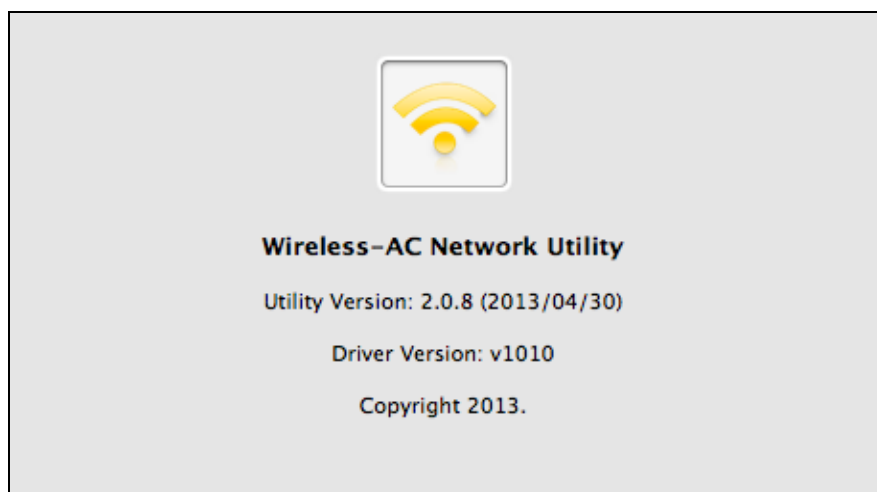 Wireless-AC Network Utility
Utility Version: 2.0.8 (2013/04/30)
Driver Version: v1010
Copyright 2013.